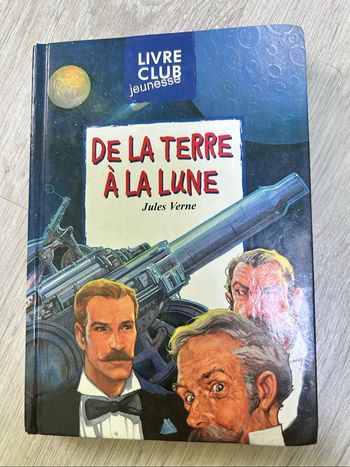 LIVRE
CLUB
jeunesse
DE LA TERRE
À LA LUNE
Jules Verne